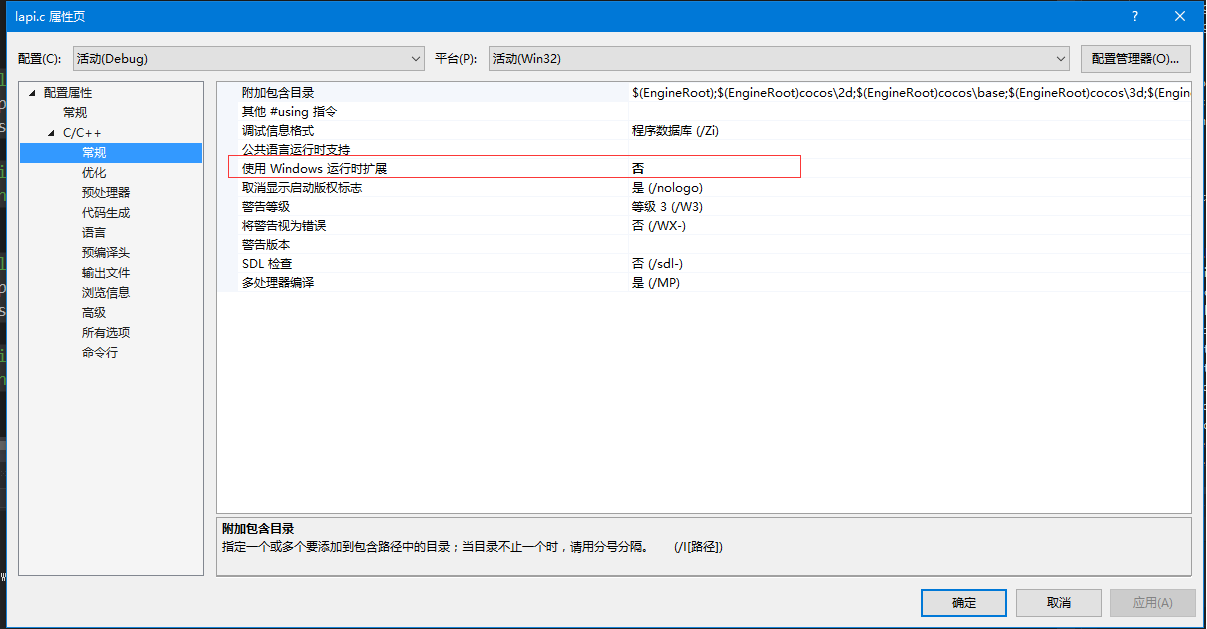 lapi.c 属性页
配置(C): 活动(Debug) 平台(P): 活动(Win32) 配置管理器(O)...
配置属性
常规
C/C++
常规
优化
预处理器
代码生成
语言
预编译头
输出文件
浏览信息
高级
所有选项
命令行
附加包含目录 $(EngineRoot);$(EngineRoot)cocos\2d;$(EngineRoot)cocos\base;$(EngineRoot)cocos\3d;$(Engin
其他 #using 指令
调试信息格式 程序数据库 (/Zi)
公共语言运行时支持
使用 Windows 运行时扩展 否
取消显示启动版权标志 是 (/nologo)
警告等级 等级 3 (/W3)
将警告视为错误 否 (/WX-)
警告版本
SDL 检查 否 (/sdl-)
多处理器编译 是 (/MP)
附加包含目录
指定一个或多个要添加到包含路径中的目录；当目录不止一个时，请用分号分隔。 (/I[路径])
确定 取消 应用(A)